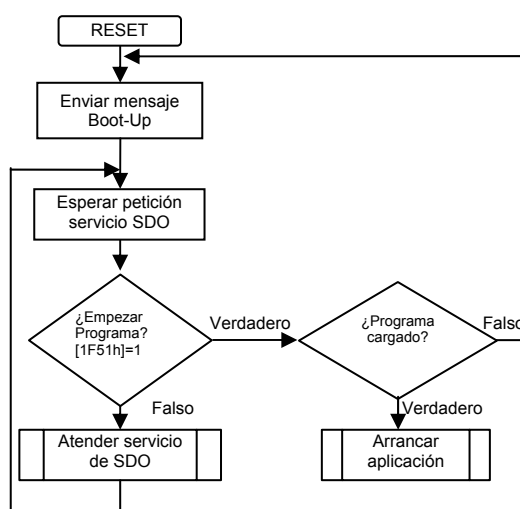 RESET
Enviar mensaje
Boot-Up
Esperar petición
servicio SDO
¿Empezar
Programa?
[1F51h]=1
Verdadero
¿Programa
cargado?
Falso
Falso
Verdadero
Atender servicio
de SDO
Arrancar
aplicación